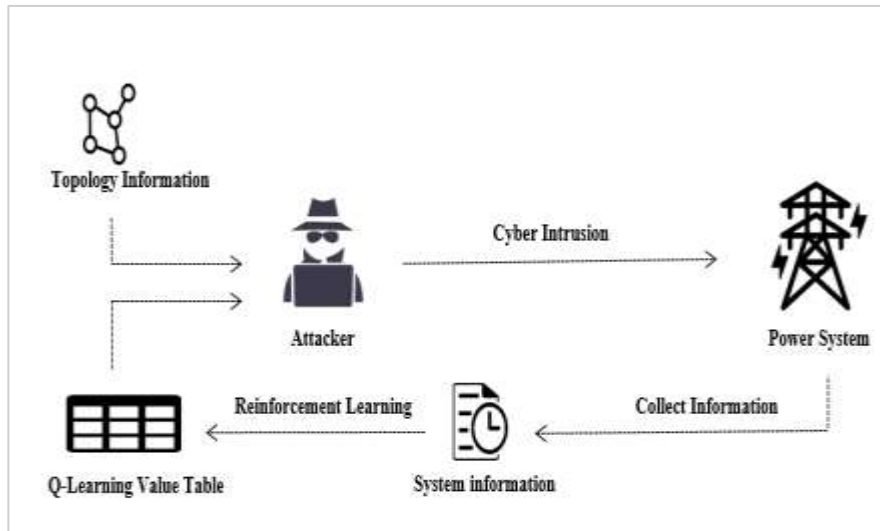 Topology Information
Cyber Intrusion
Attacker
Power System
Reinforcement Learning
Collect Information
Q-Learning Value Table
System information